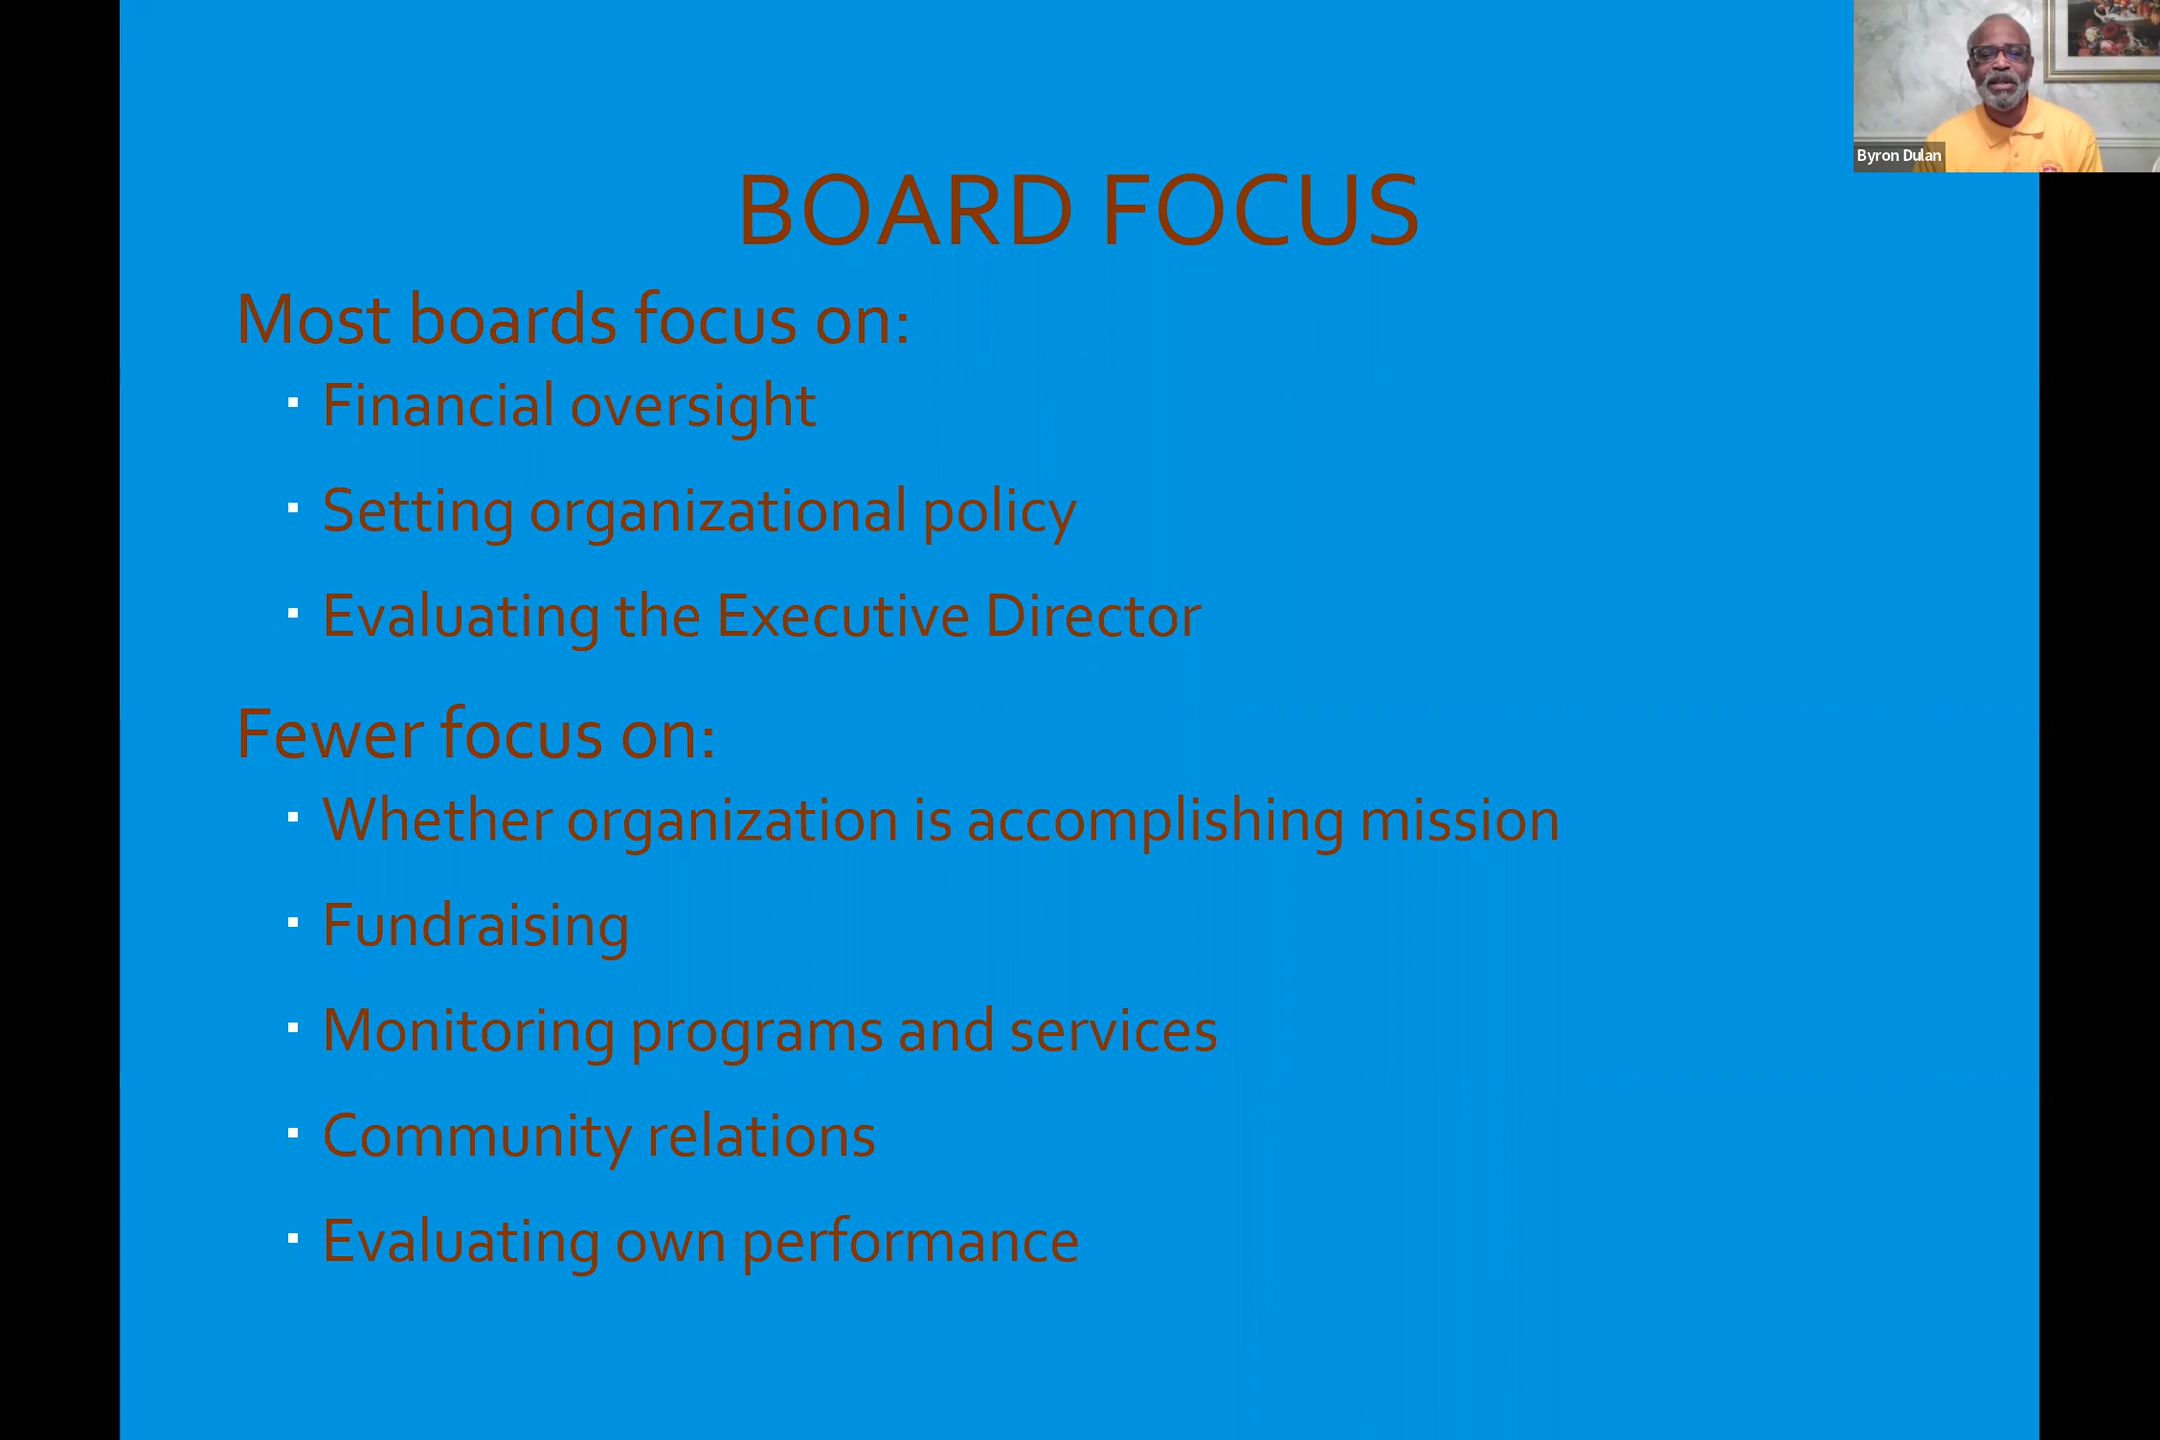 BOARD FOCUS
Most boards focus on:
▪ Financial oversight
▪ Setting organizational policy
▪ Evaluating the Executive Director
Fewer focus on:
▪ Whether organization is accomplishing mission
▪ Fundraising
▪ Monitoring programs and services
▪ Community relations
▪ Evaluating own performance
Byron Dulan